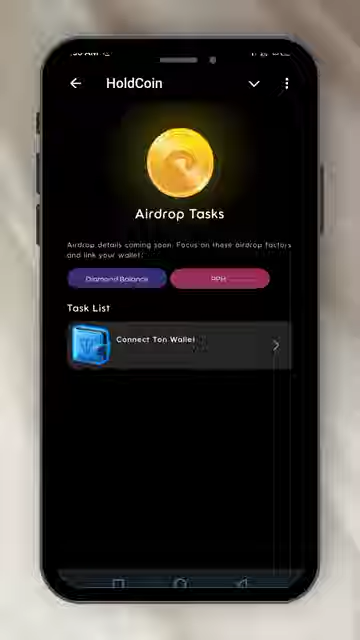 HoldCoin
Airdrop Tasks
Airdrop details coming soon. Focus on these airdrop factors
and link your wallet:
Diamond Balance
PPH
Task List
Connect Ton Wallet